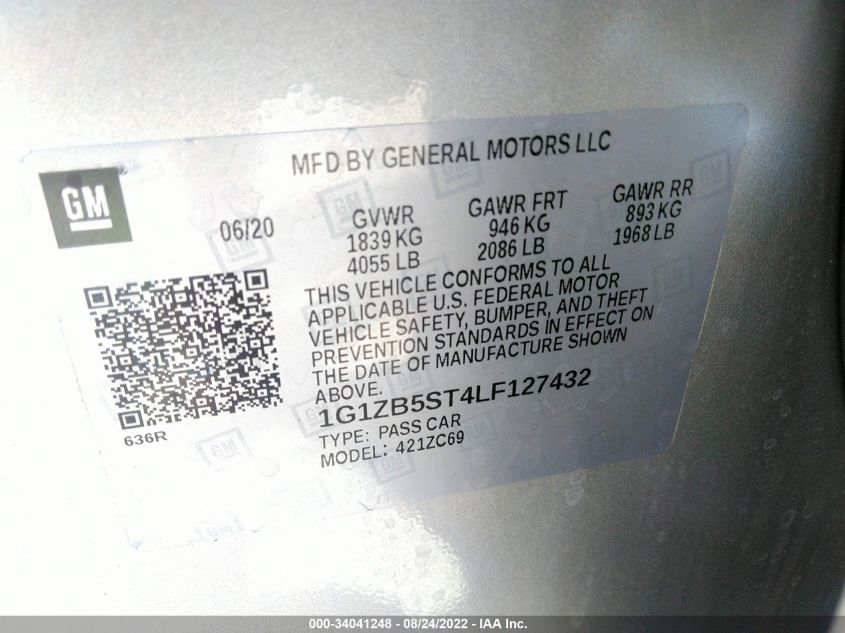 MFD BY GENERAL MOTORS LLC
GM
06/20
GVWR
1839 KG
4055 LB
GAWR FRT
946 KG
2086 LB
GAWR RR
893 KG
1968 LB
THIS VEHICLE CONFORMS TO ALL
APPLICABLE U.S. FEDERAL MOTOR
VEHICLE SAFETY, BUMPER, AND THEFT
PREVENTION STANDARDS IN EFFECT ON
THE DATE OF MANUFACTURE SHOWN
ABOVE.
1G1ZB5ST4LF127432
TYPE: PASS CAR
MODEL: 421ZC69
636R
000-34041248 - 08/24/2022 - IAA Inc.